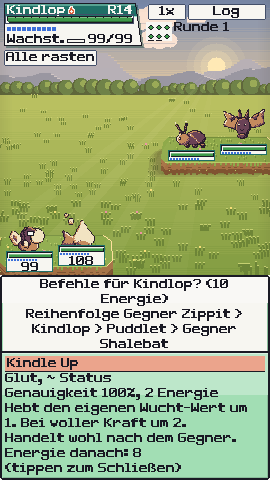 Kindlop R14
1x
Log
Wachst. 99/99
Runde 1
Alle rasten
99
108
Befehle für Kindlop? (10
Energie)
Reihenfolge Gegner Zippit >
Kindlop > Puddlet > Gegner
Shalebat
Kindle Up
Glut, ~ Status
Genauigkeit 100%, 2 Energie
Hebt den eigenen Wucht-Wert um
1. Bei voller Kraft um 2.
Handelt wohl nach dem Gegner.
Energie danach: 8
(tippen zum Schließen)